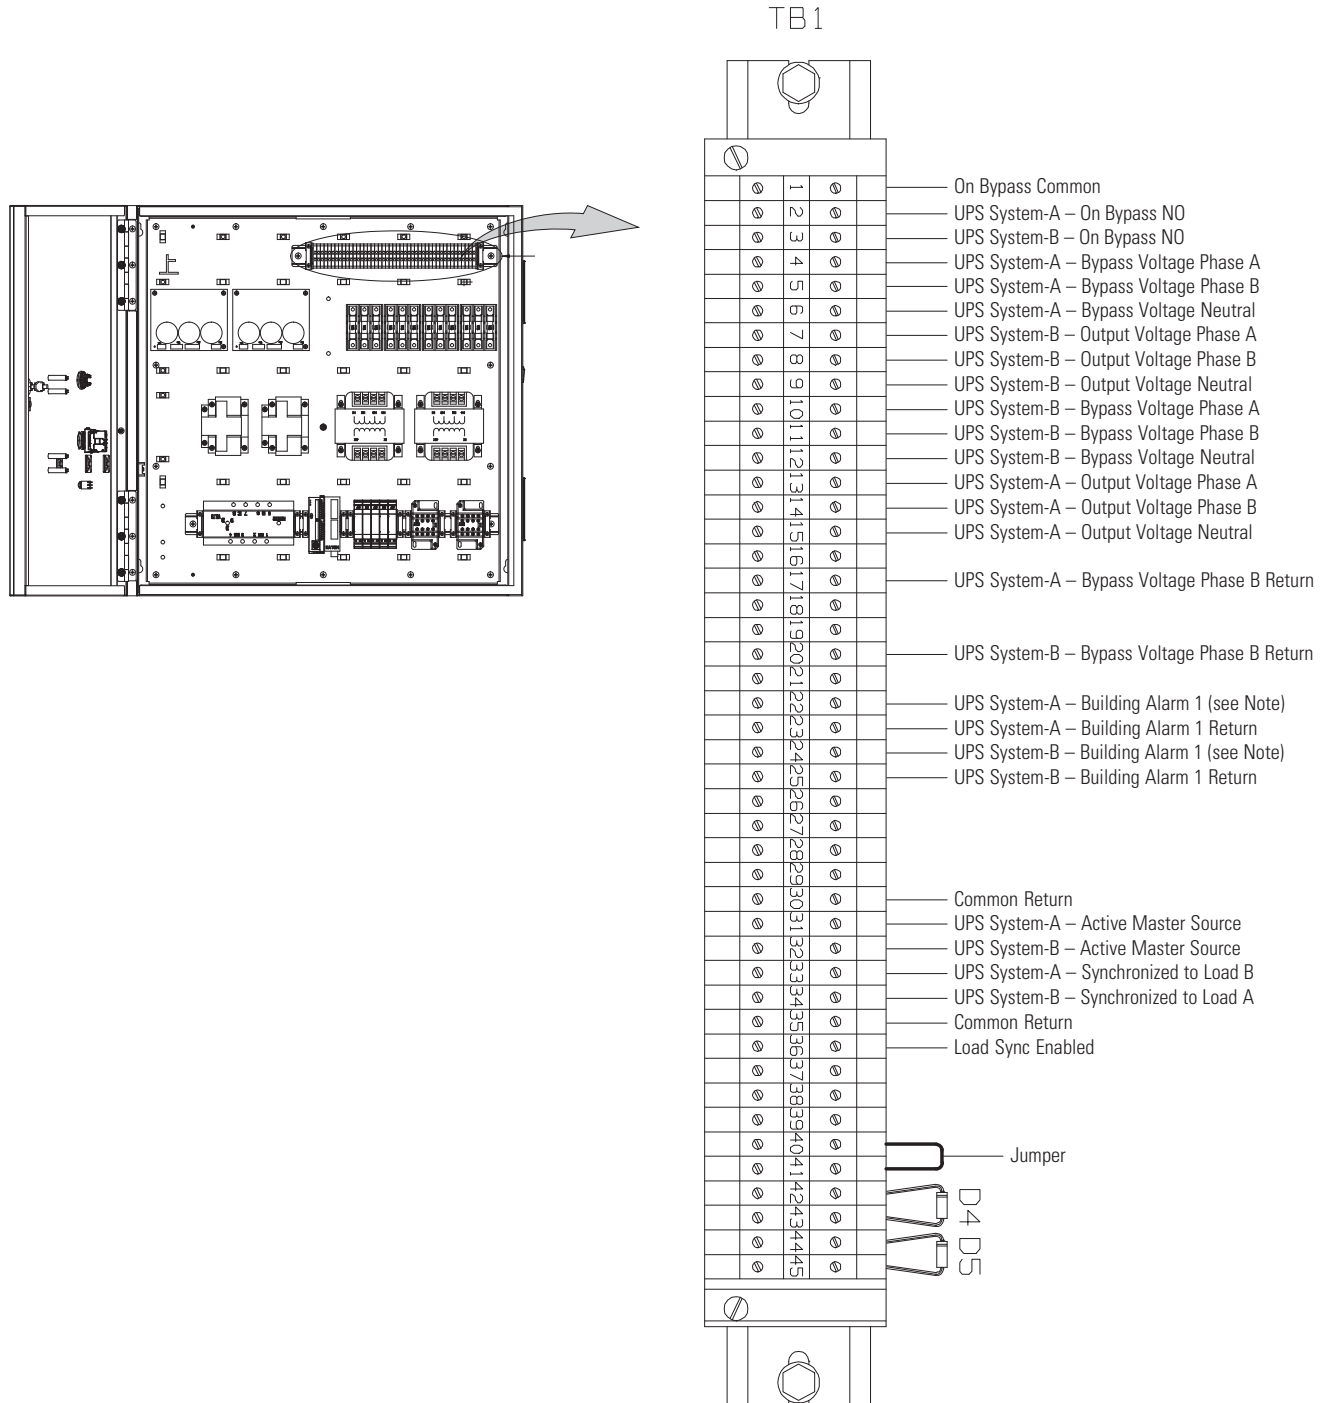 TB1
1 On Bypass Common
2 UPS System-A – On Bypass NO
3 UPS System-B – On Bypass NO
4 UPS System-A – Bypass Voltage Phase A
5 UPS System-A – Bypass Voltage Phase B
6 UPS System-A – Bypass Voltage Neutral
7 UPS System-B – Output Voltage Phase A
8 UPS System-B – Output Voltage Phase B
9 UPS System-B – Output Voltage Neutral
10 UPS System-B – Bypass Voltage Phase A
11 UPS System-B – Bypass Voltage Phase B
12 UPS System-B – Bypass Voltage Neutral
13 UPS System-A – Output Voltage Phase A
14 UPS System-A – Output Voltage Phase B
15 UPS System-A – Output Voltage Neutral
16
17 UPS System-A – Bypass Voltage Phase B Return
18
19
20 UPS System-B – Bypass Voltage Phase B Return
21
22 UPS System-A – Building Alarm 1 (see Note)
23 UPS System-A – Building Alarm 1 Return
24 UPS System-B – Building Alarm 1 (see Note)
25 UPS System-B – Building Alarm 1 Return
26
27
28
29
30 Common Return
31 UPS System-A – Active Master Source
32 UPS System-B – Active Master Source
33 UPS System-A – Synchronized to Load B
34 UPS System-B – Synchronized to Load A
35 Common Return
36 Load Sync Enabled
37
38
39
40
Jumper
41
42
D4
43
44
D5
45